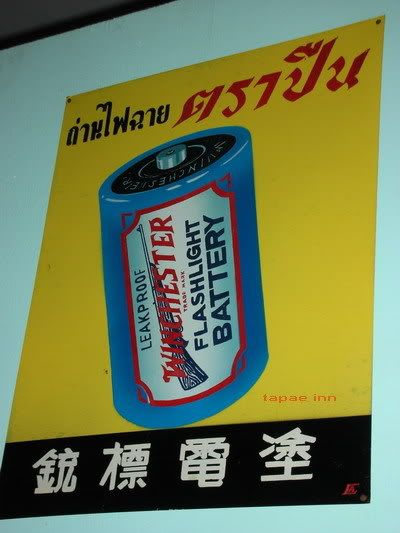 ถ่านไฟฉาย ตราปืน
WINCHESTER
LEAKPROOF
WINCHESTER
TRADE MARK
FLASHLIGHT
BATTERY
tapae inn
銃標電塗